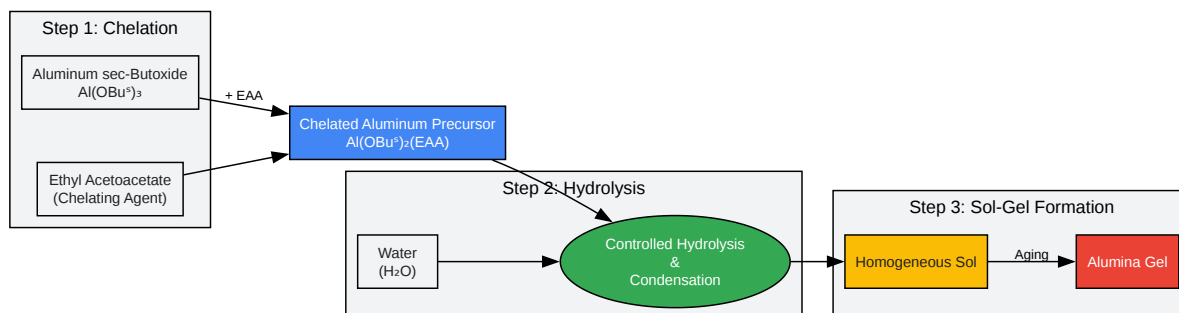 Step 1: Chelation
Aluminum sec-Butoxide
Al(OBuˢ)₃
+ EAA
Ethyl Acetoacetate
(Chelating Agent)
Chelated Aluminum Precursor
Al(OBuˢ)₂(EAA)
Step 2: Hydrolysis
Water
(H₂O)
Controlled Hydrolysis
&
Condensation
Step 3: Sol-Gel Formation
Homogeneous Sol
Aging
Alumina Gel